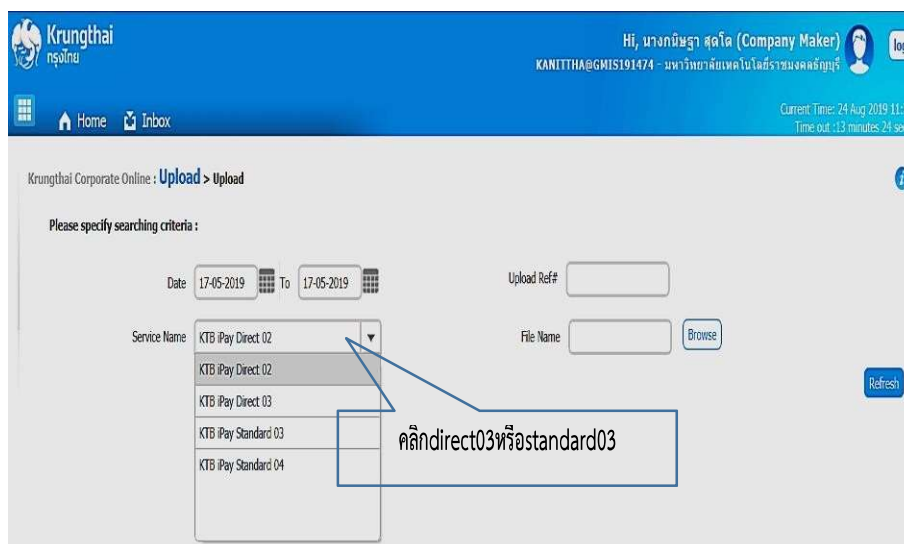 Krungthai
กรุงไทย
Hi, นางกนิษฐา สุดโต (Company Maker)
KANITTHA@GMIS191474 - มหาวิทยาลัยเทคโนโลยีราชมงคลธัญบุรี
log
Home Inbox
Current Time: 24 Aug 2019 11:
Time out :13 minutes 24 se
Krungthai Corporate Online : Upload > Upload
Please specify searching criteria :
Date 17-05-2019 To 17-05-2019 Upload Ref#
Service Name KTB iPay Direct 02 File Name Browse
KTB iPay Direct 02
KTB iPay Direct 03
Refresh
KTB iPay Standard 03
คลิกdirect03หรือstandard03
KTB iPay Standard 04